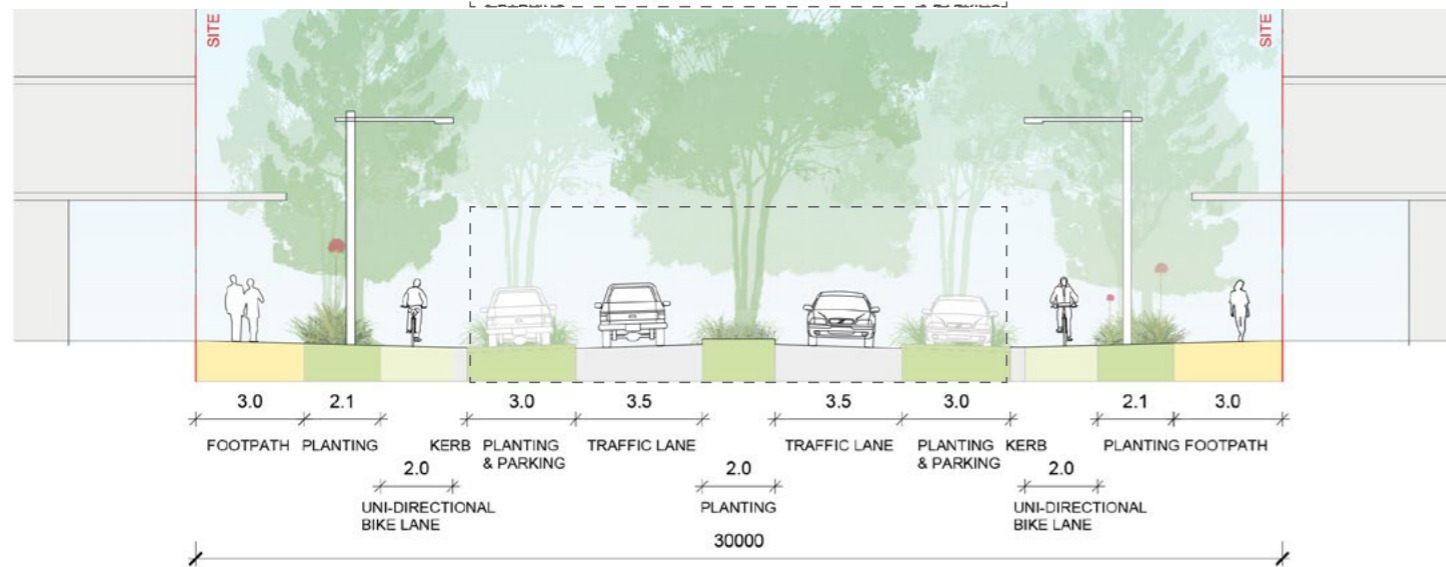 SITE
SITE
3.0 2.1 3.0 3.5 3.5 3.0 2.1 3.0
FOOTPATH PLANTING KERB PLANTING & PARKING TRAFFIC LANE TRAFFIC LANE PLANTING & PARKING KERB PLANTING FOOTPATH
2.0 2.0 2.0
UNI-DIRECTIONAL BIKE LANE PLANTING UNI-DIRECTIONAL BIKE LANE
30000